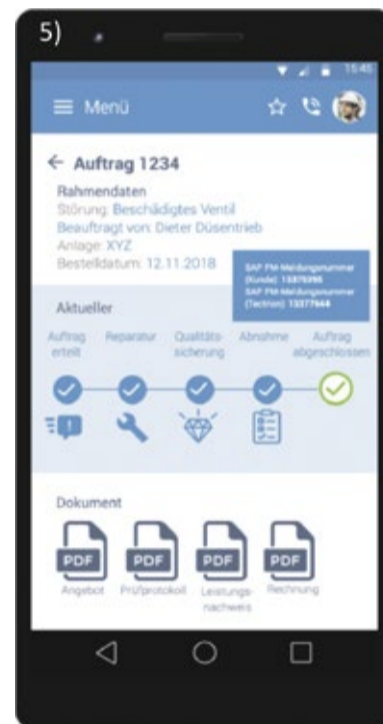 5)
15:45
Menü
Auftrag 1234
Rahmendaten
Störung: Beschädigtes Ventil
Beauftragt von: Dieter Düsentrieb
Anlage: XYZ
Bestelldatum: 12.11.2018
SAP PM-Meldungsnummer
(Kunde)
SAP PM-Meldungsnummer
(Tectrion) 13377664
Aktueller
Auftrag erteilt
Reparatur
Qualitäts-
sicherung
Abnahme
Auftrag
abgeschlossen
Dokument
PDF PDF PDF PDF
Angebot
Prüfprotokoll
Leistungs-
nachweis
Rechnung